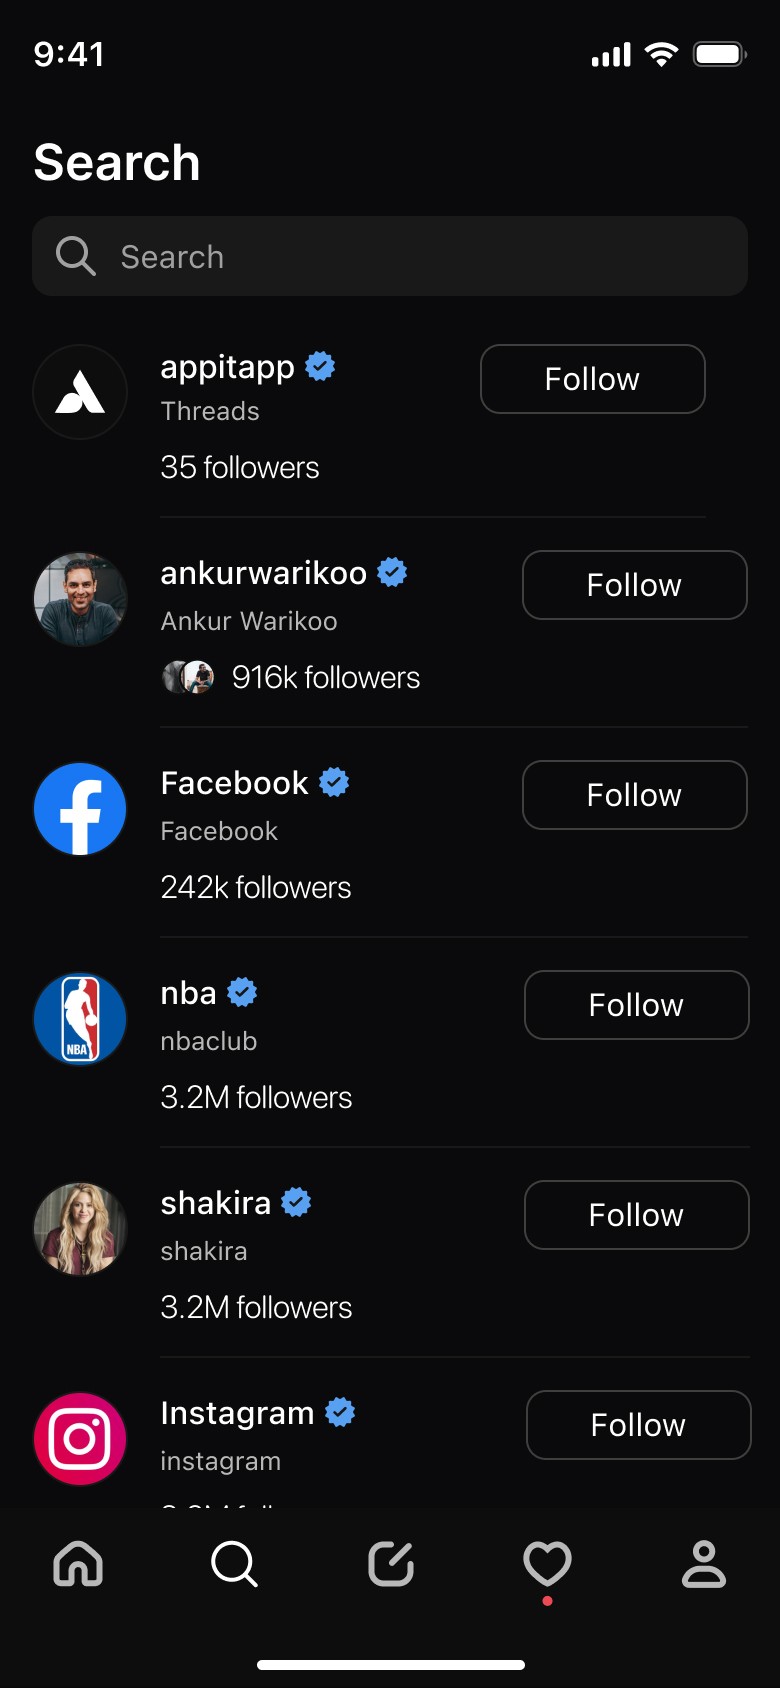 9:41
Search
Search
appitapp
Follow
Threads
35 followers
ankurwarikoo
Follow
Ankur Warikoo
916k followers
Facebook
Follow
Facebook
242k followers
nba
Follow
NBA
nbaclub
3.2M followers
shakira
Follow
shakira
3.2M followers
Instagram
Follow
instagram